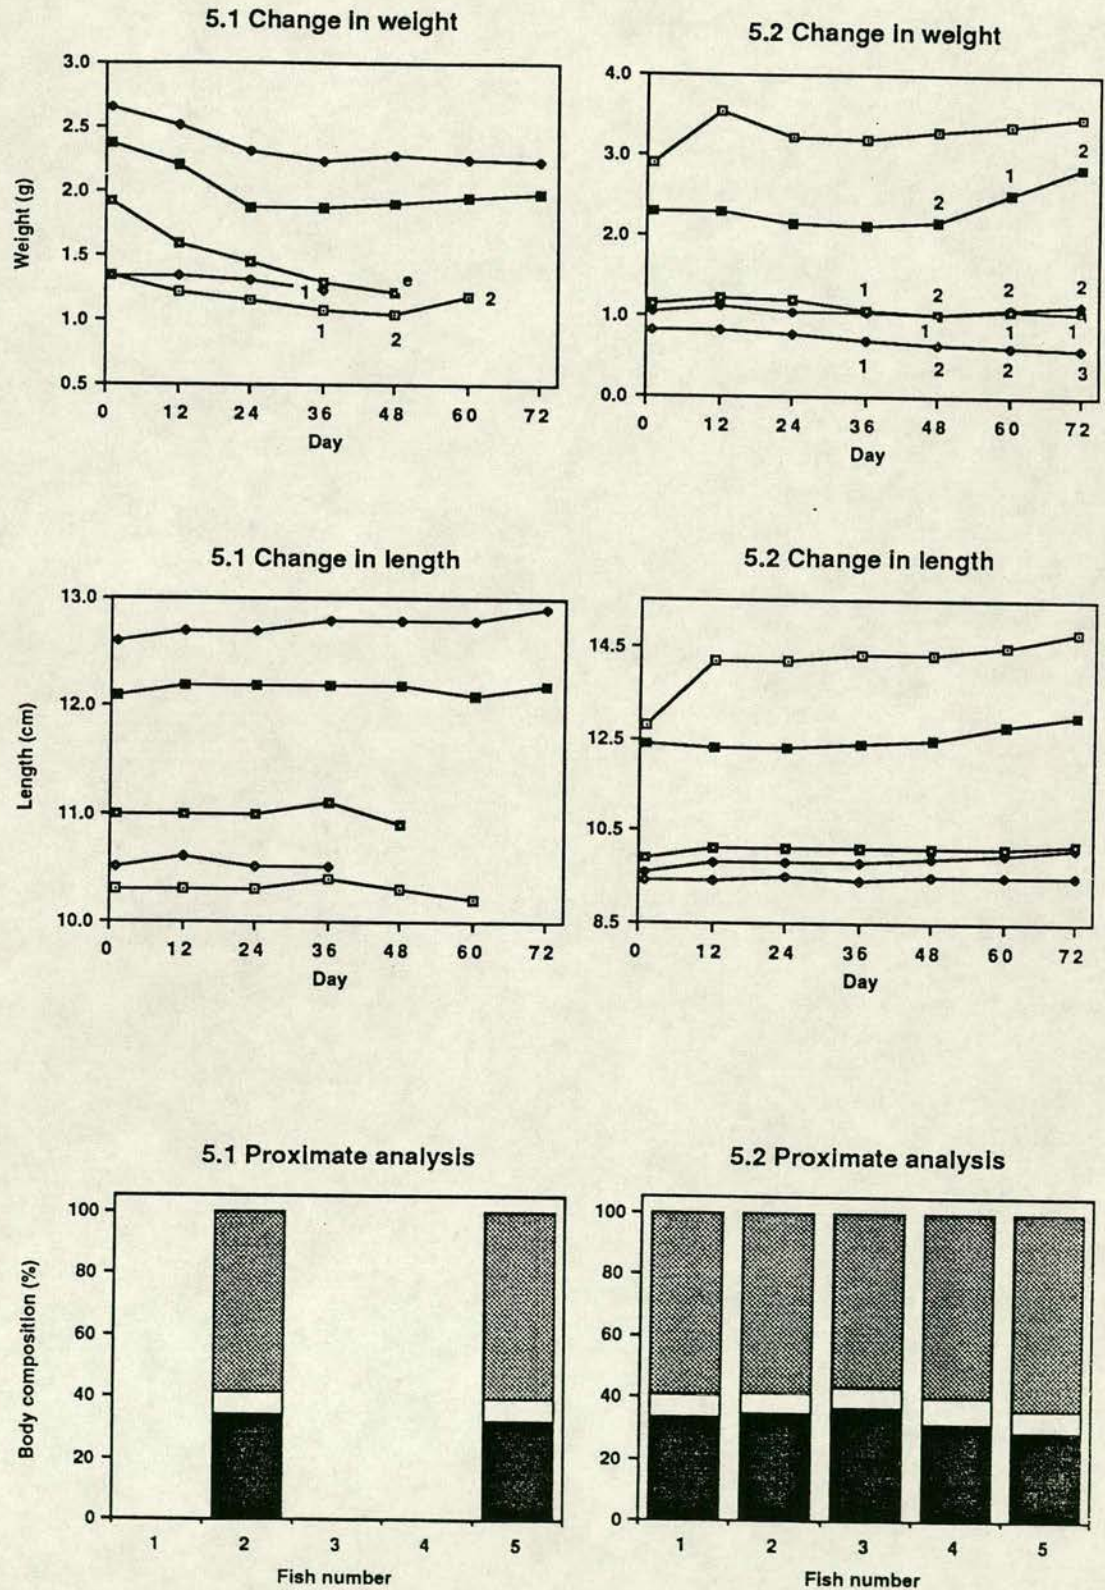 5.1 Change in weight
3.0
2.5
2.0
1.5
1.0
0.5
Weight (g)
1
1
2
e
2
0 12 24 36 48 60 72
Day
5.2 Change in weight
4.0
3.0
2.0
1.0
0.0
2
1
2
1 2 2 2
1 1 1
1 2 2 3
0 12 24 36 48 60 72
Day
5.1 Change in length
13.0
12.0
11.0
10.0
Length (cm)
0 12 24 36 48 60 72
Day
5.2 Change in length
14.5
12.5
10.5
8.5
0 12 24 36 48 60 72
Day
5.1 Proximate analysis
100
80
60
40
20
0
Body composition (%)
1 2 3 4 5
Fish number
5.2 Proximate analysis
100
80
60
40
20
0
1 2 3 4 5
Fish number